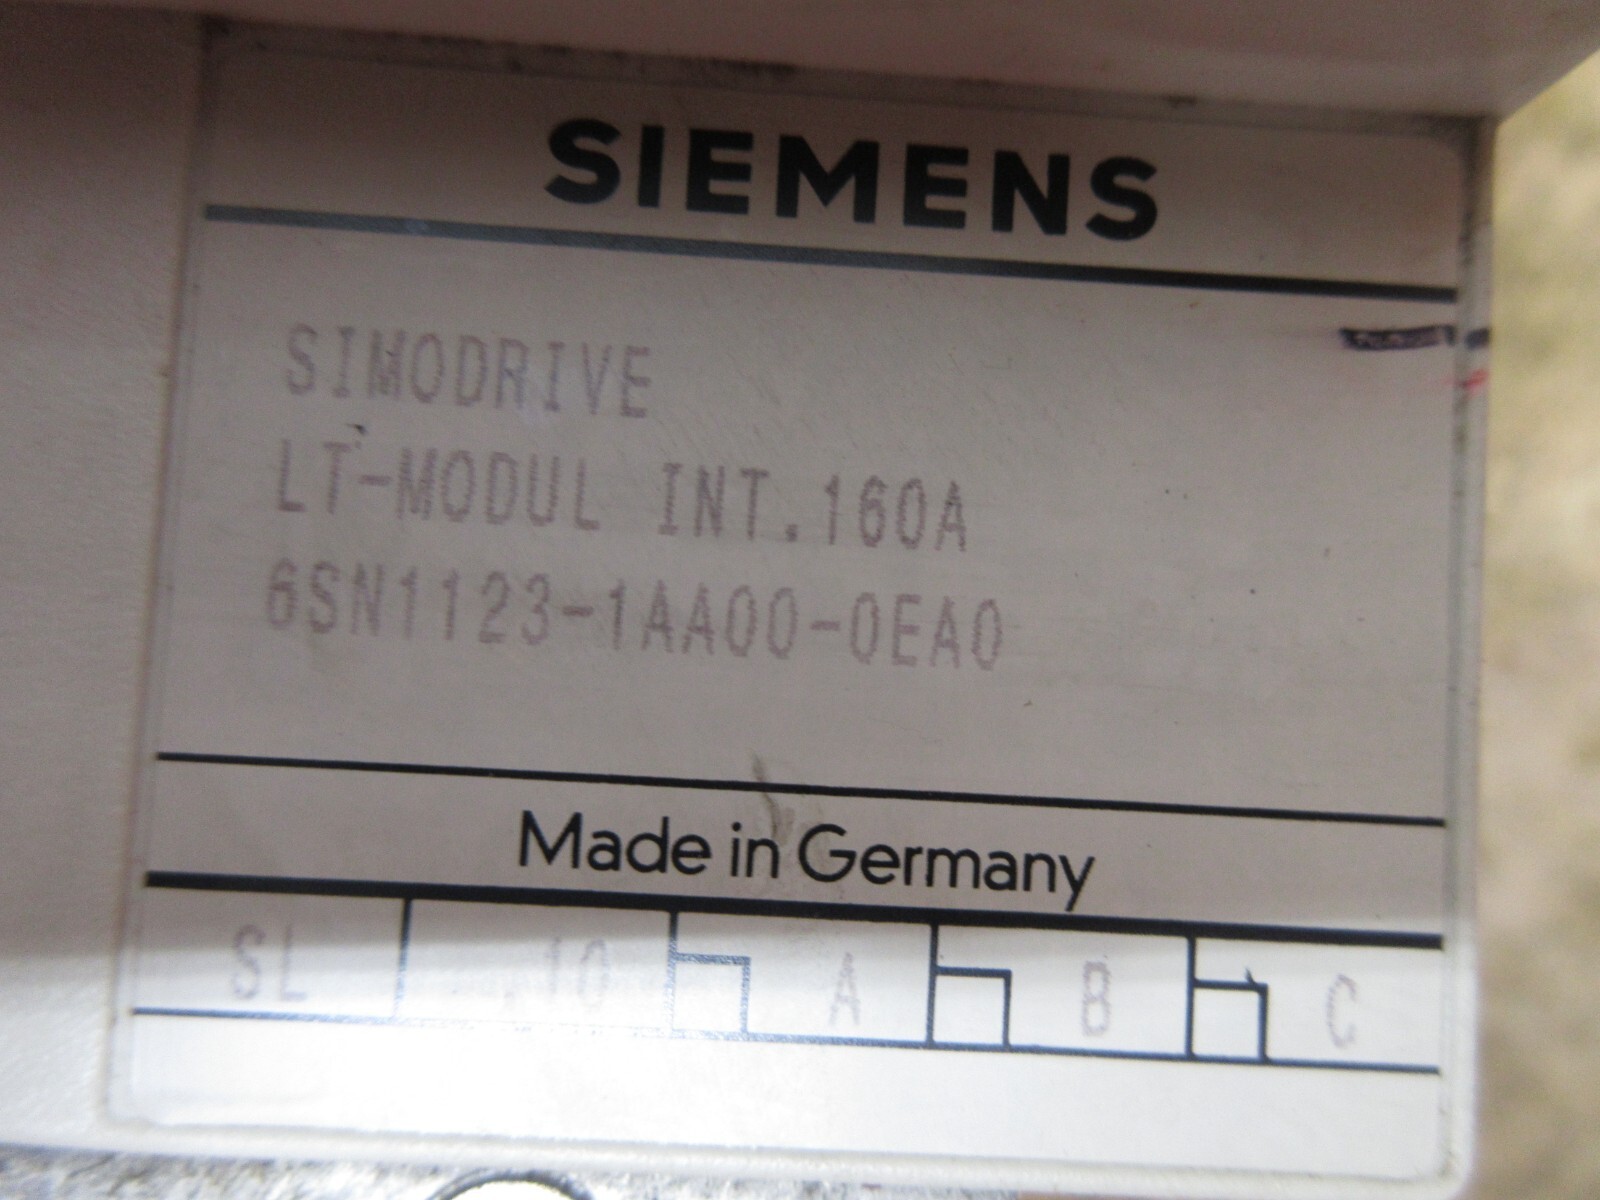 SIEMENS
SIMODRIVE
LT-MODUL INT.160A
6SN1123-1AA00-0EA0
Made in Germany
SL 10 A B C